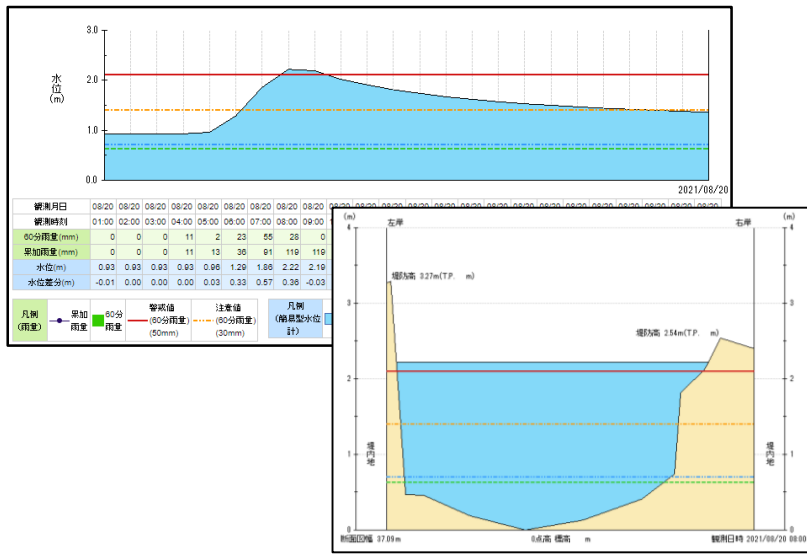 3.0
水位(m)
2.0
1.0
0.0
2021/08/20
観測月日 08/20 08/20 08/20 08/20 08/20 08/20 08/20 08/20 08/20
観測時刻 01:00 02:00 03:00 04:00 05:00 06:00 07:00 08:00 09:00
60分雨量(mm) 0 0 0 11 2 23 55 28 0
累加雨量(mm) 0 0 0 11 13 36 91 119 119
水位(m) 0.93 0.93 0.93 0.93 0.96 1.29 1.86 2.22 2.19
水位差分(m) -0.01 0.00 0.00 0.00 0.03 0.33 0.57 0.36 -0.03
凡例(雨量) 累加雨量 60分雨量 警戒値(60分雨量)(50mm) 注意値(60分雨量)(30mm) 凡例(簡易型水位計)
(m) 左岸 右岸 (m)
4 4
堤防高 3.27m(T.P. m)
3 3
堤防高 2.54m(T.P. m)
2 2
1 1
堤内地 堤内地
0 0
断面図幅 37.09m 0点高 標高 m 観測日時 2021/08/20 08:00